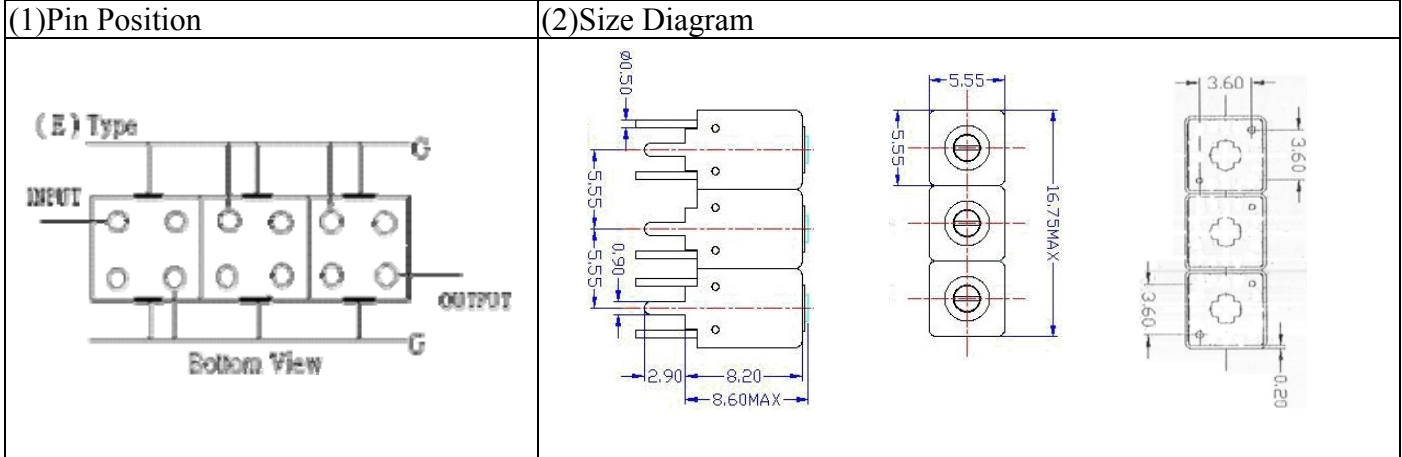 (1)Pin Position
(2)Size Diagram
(E) Type
G
INPUT
OUTPUT
G
Bottom View
ø0.50
5.55
5.55
0.90
2.90
8.20
8.60MAX
5.55
5.55
16.75MAX
3.60
3.60
3.60
0.20